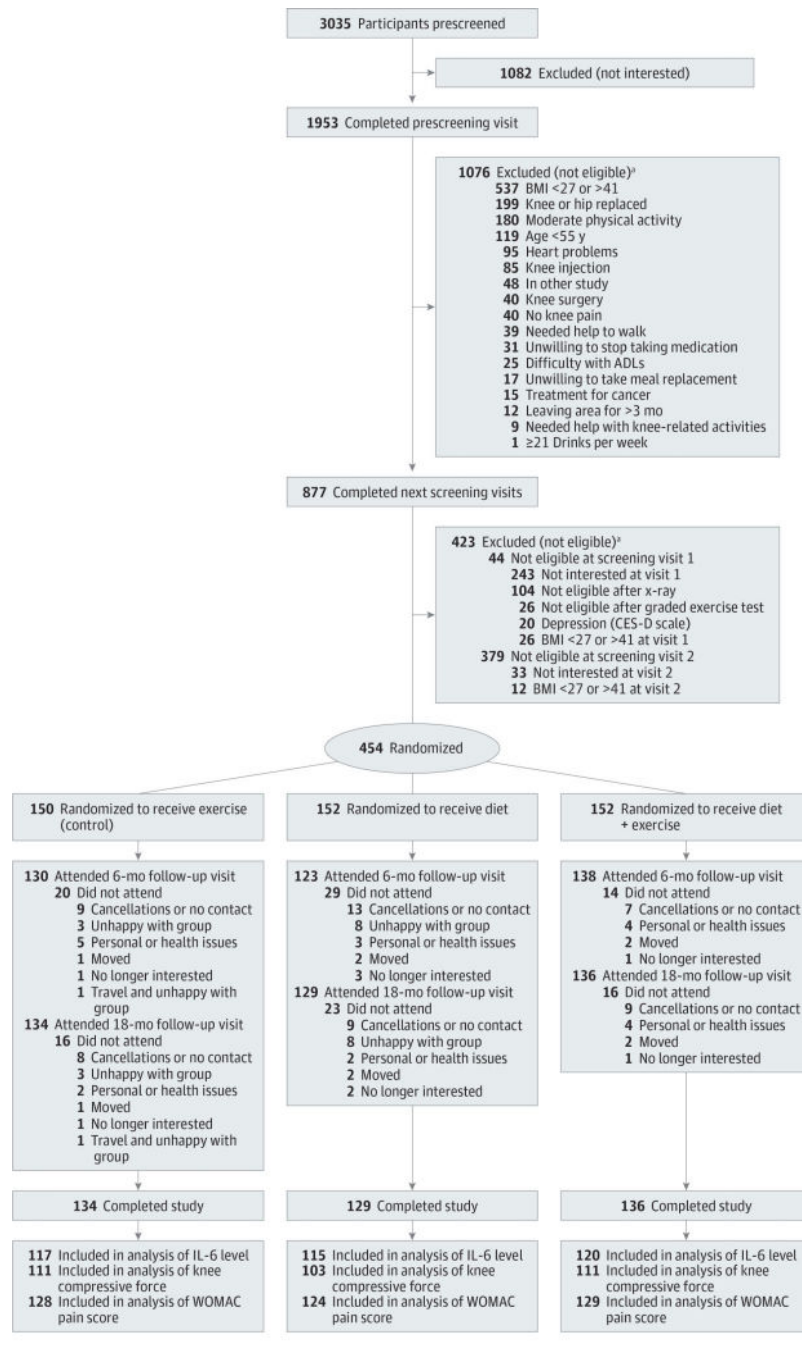 3035 Participants prescreened
1082 Excluded (not interested)
1953 Completed prescreening visit
1076 Excluded (not eligible)a
537 BMI <27 or >41
199 Knee or hip replaced
180 Moderate physical activity
119 Age <55 y
95 Heart problems
85 Knee injection
48 In other study
40 Knee surgery
40 No knee pain
39 Needed help to walk
31 Unwilling to stop taking medication
25 Difficulty with ADLs
17 Unwilling to take meal replacement
15 Treatment for cancer
12 Leaving area for >3 mo
9 Needed help with knee-related activities
1 ≥21 Drinks per week
877 Completed next screening visits
423 Excluded (not eligible)a
44 Not eligible at screening visit 1
243 Not interested at visit 1
104 Not eligible after x-ray
26 Not eligible after graded exercise test
20 Depression (CES-D scale)
26 BMI <27 or >41 at visit 1
379 Not eligible at screening visit 2
33 Not interested at visit 2
12 BMI <27 or >41 at visit 2
454 Randomized
150 Randomized to receive exercise
(control)
130 Attended 6-mo follow-up visit
20 Did not attend
9 Cancellations or no contact
3 Unhappy with group
5 Personal or health issues
1 Moved
1 No longer interested
1 Travel and unhappy with
group
134 Attended 18-mo follow-up visit
16 Did not attend
8 Cancellations or no contact
3 Unhappy with group
2 Personal or health issues
1 Moved
1 No longer interested
1 Travel and unhappy with
group
134 Completed study
117 Included in analysis of IL-6 level
111 Included in analysis of knee
compressive force
128 Included in analysis of WOMAC
pain score
152 Randomized to receive diet
123 Attended 6-mo follow-up visit
29 Did not attend
13 Cancellations or no contact
8 Unhappy with group
3 Personal or health issues
2 Moved
3 No longer interested
129 Attended 18-mo follow-up visit
23 Did not attend
9 Cancellations or no contact
8 Unhappy with group
2 Personal or health issues
2 Moved
2 No longer interested
129 Completed study
115 Included in analysis of IL-6 level
103 Included in analysis of knee
compressive force
124 Included in analysis of WOMAC
pain score
152 Randomized to receive diet
+ exercise
138 Attended 6-mo follow-up visit
14 Did not attend
7 Cancellations or no contact
4 Personal or health issues
2 Moved
1 No longer interested
136 Attended 18-mo follow-up visit
16 Did not attend
9 Cancellations or no contact
4 Personal or health issues
2 Moved
1 No longer interested
136 Completed study
120 Included in analysis of IL-6 level
111 Included in analysis of knee
compressive force
129 Included in analysis of WOMAC
pain score